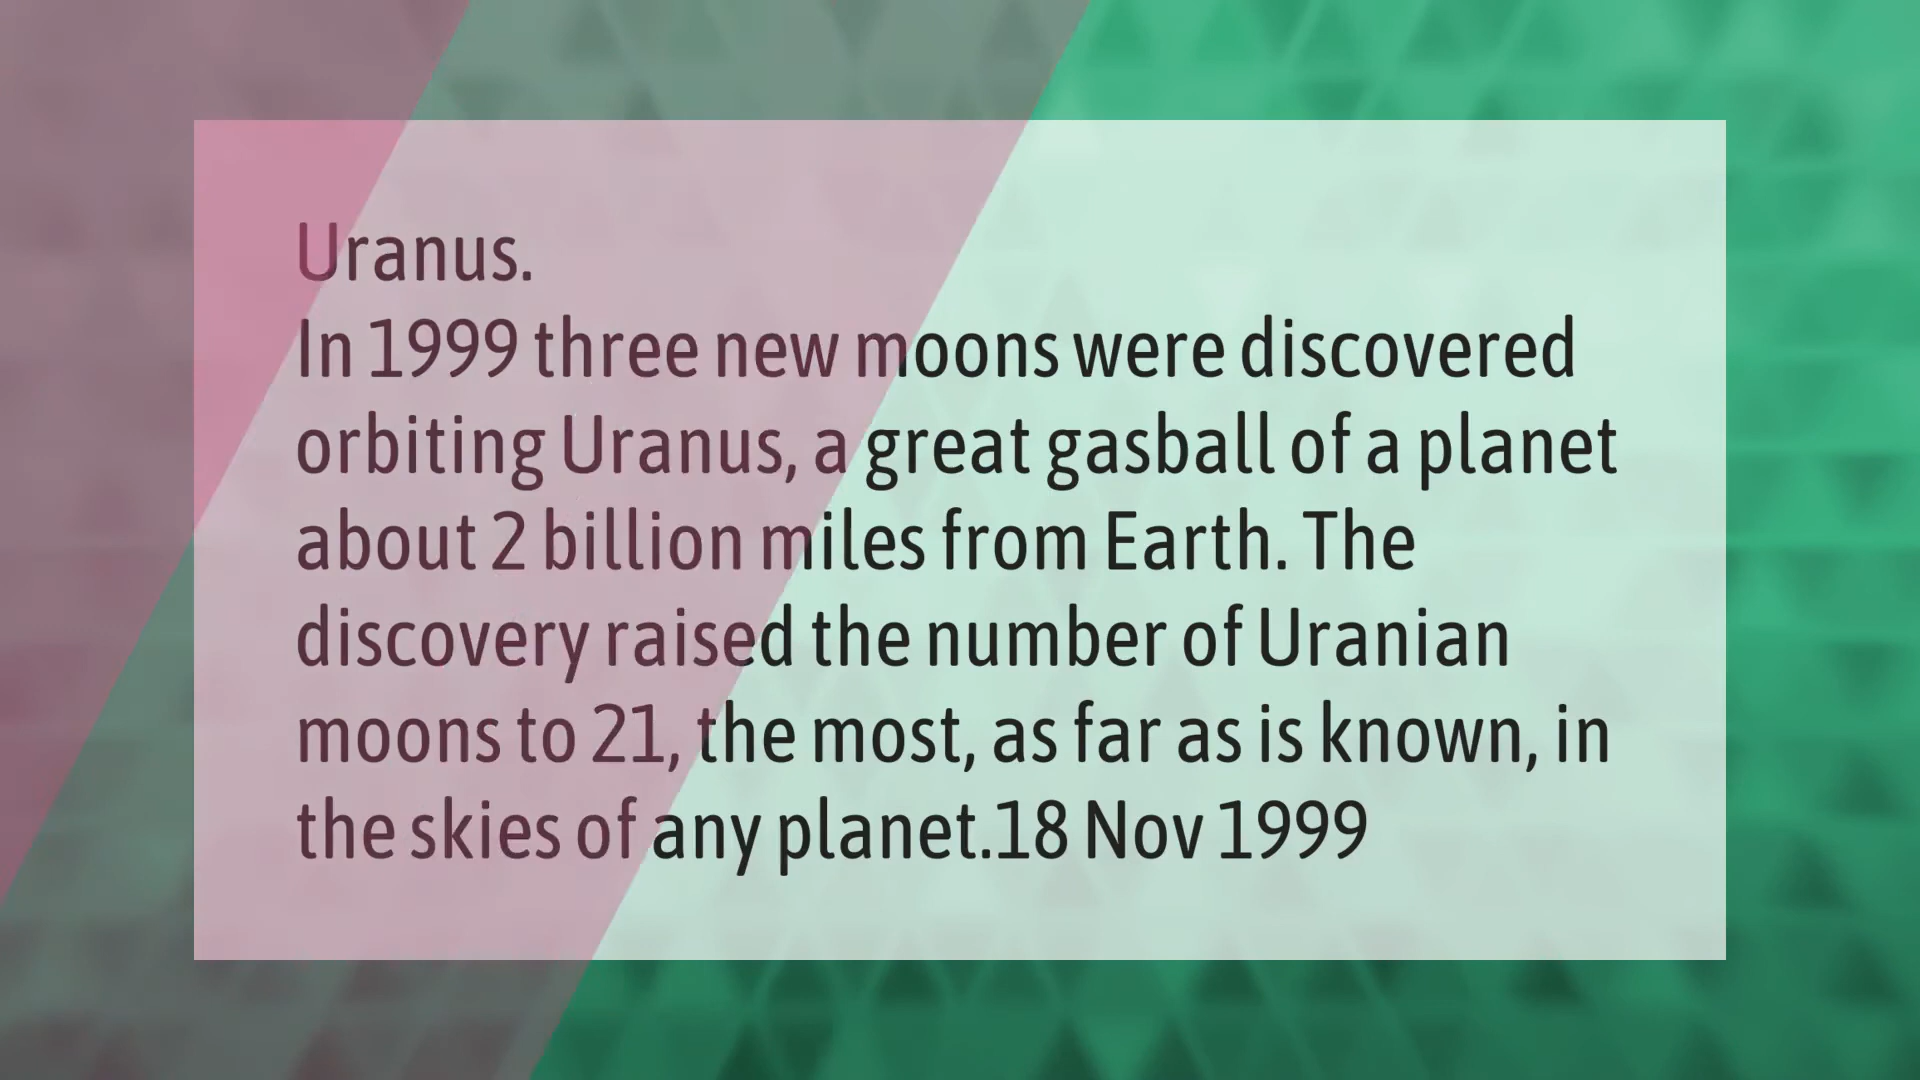 Uranus.
In 1999 three new moons were discovered
orbiting Uranus, a great gasball of a planet
about 2 billion miles from Earth. The
discovery raised the number of Uranian
moons to 21, the most, as far as is known, in
the skies of any planet.18 Nov 1999